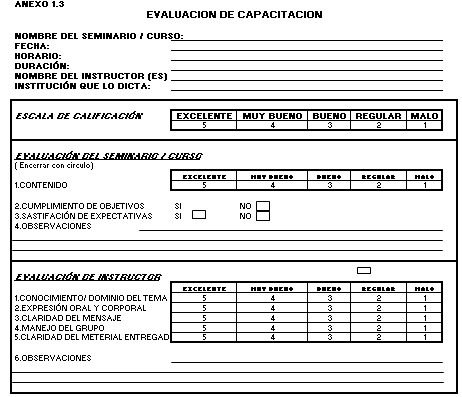 ANEXO 1.3
EVALUACION DE CAPACITACION
NOMBRE DEL SEMINARIO / CURSO:
FECHA:
HORARIO:
DURACIÓN:
NOMBRE DEL INSTRUCTOR (ES)
INSTITUCIÓN QUE LO DICTA:
ESCALA DE CALIFICACIÓN EXCELENTE MUY BUENO BUENO REGULAR MALO
5 4 3 2 1
EVALUACIÓN DEL SEMINARIO / CURSO
( Encerrar con circulo)
EXCELENTE MUY BUENO BUENO REGULAR MALO
1.CONTENIDO 5 4 3 2 1
2.CUMPLIMIENTO DE OBJETIVOS SI NO
3.SASTIFACIÓN DE EXPECTATIVAS SI NO
4.OBSERVACIONES
EVALUACIÓN DE INSTRUCTOR
EXCELENTE MUY BUENO BUENO REGULAR MALO
1.CONOCIMIENTO/ DOMINIO DEL TEMA 5 4 3 2 1
2.EXPRESIÓN ORAL Y CORPORAL 5 4 3 2 1
3.CLARIDAD DEL MENSAJE 5 4 3 2 1
4.MANEJO DEL GRUPO 5 4 3 2 1
5.CLARIDAD DEL METERIAL ENTREGAD 5 4 3 2 1
6.OBSERVACIONES